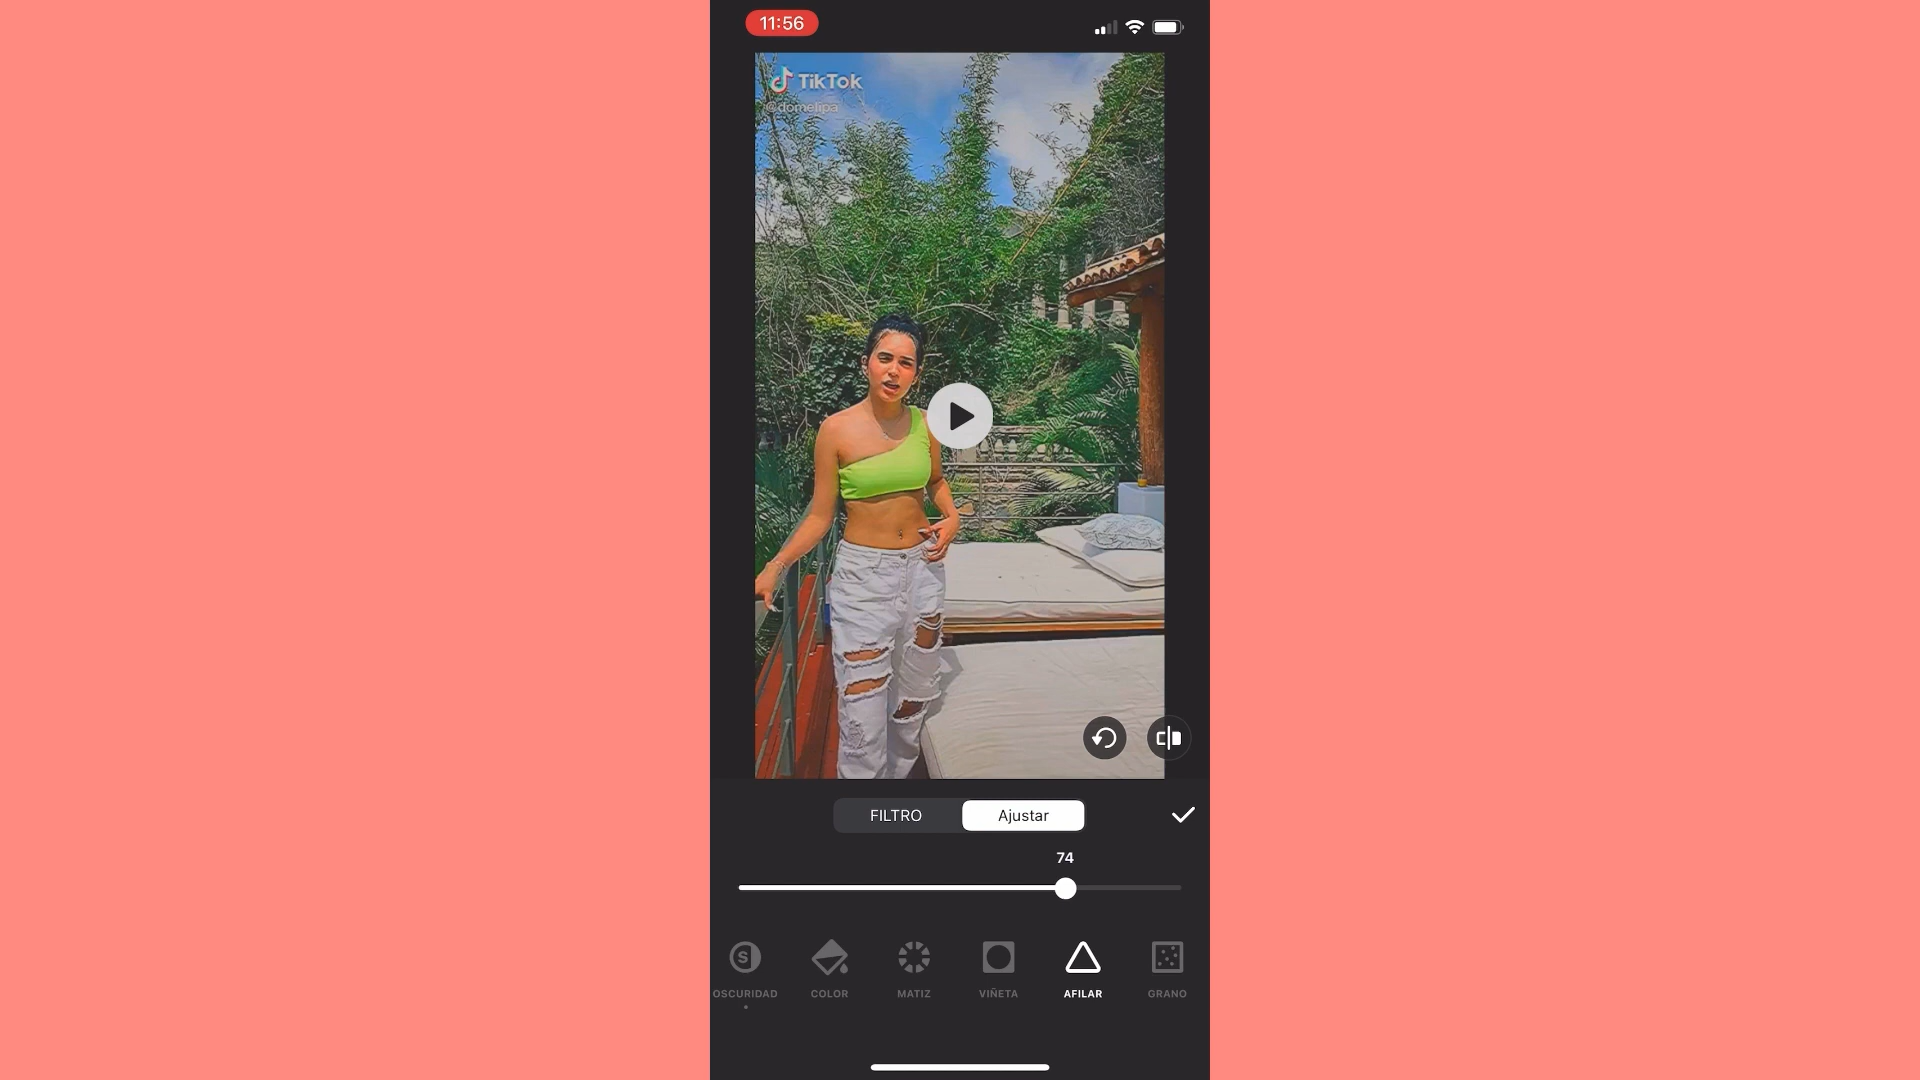 11:56
TikTok
@domelipa
FILTRO
Ajustar
74
OSCURIDAD
COLOR
MATIZ
VIÑETA
AFILAR
GRANO